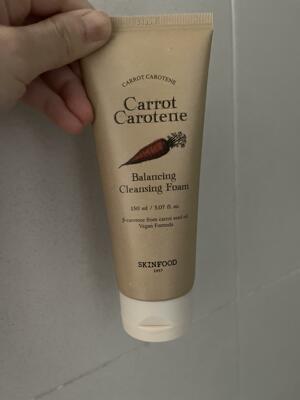 CARROT CAROTENE
Carrot
Carotene
Balancing
Cleansing Foam
150 ml / 5.07 fl. oz.
β-carotene from carrot seed oil
Vegan Formula
SKINFOOD
1957